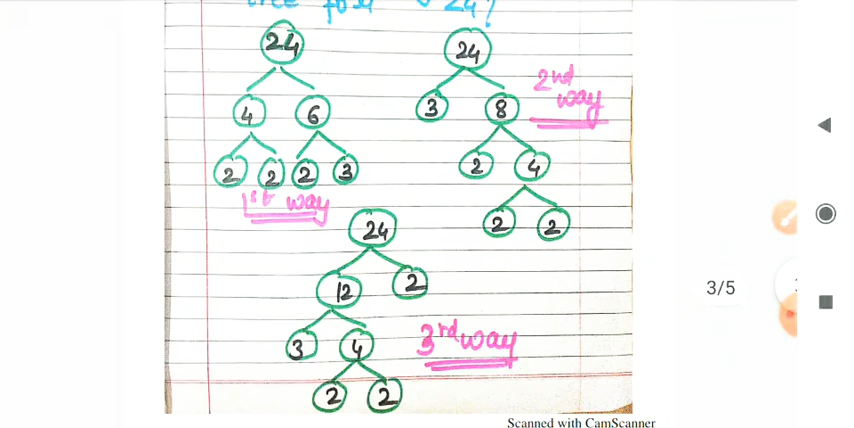 24?
24
4 6
2 2 2 3
1st way
24
3 8
2 4
2 2
2nd
way
24
12 2
3 4
2 2
3rd way
3/5
Scanned with CamScanner